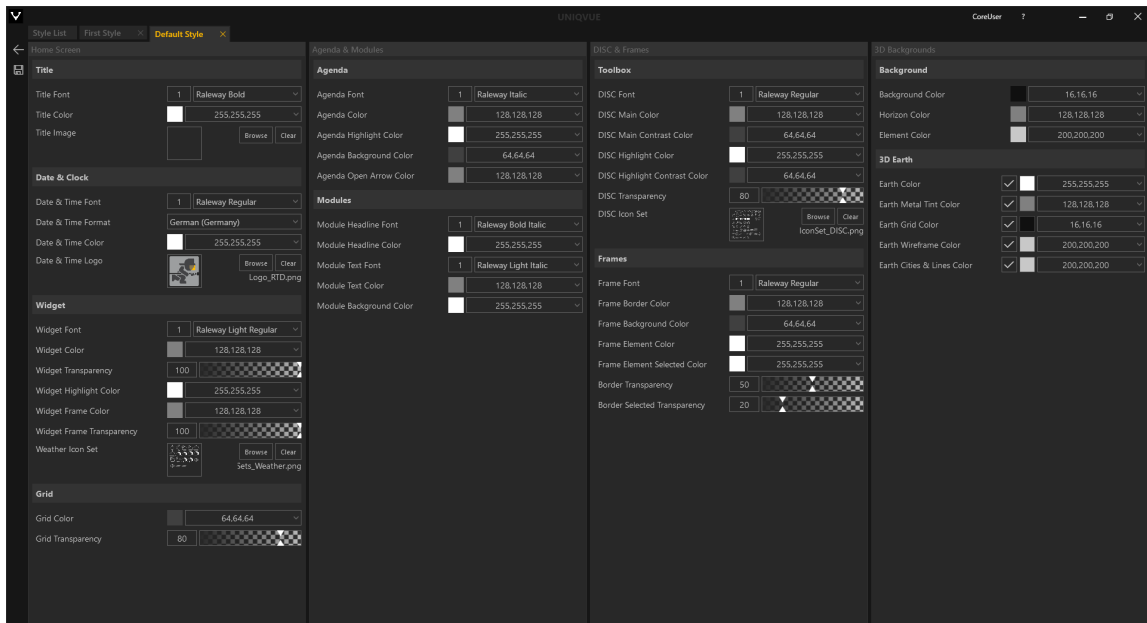 UNIQVUE
CoreUser ?
Style List First Style Default Style
Home Screen
Title
Title Font 1 Raleway Bold
Title Color 255,255,255
Title Image Browse Clear
Date & Clock
Date & Time Font 1 Raleway Regular
Date & Time Format German (Germany)
Date & Time Color 255,255,255
Date & Time Logo Browse Clear
Logo_RTD.png
Widget
Widget Font 1 Raleway Light Regular
Widget Color 128,128,128
Widget Transparency 100
Widget Highlight Color 255,255,255
Widget Frame Color 128,128,128
Widget Frame Transparency 100
Weather Icon Set Browse Clear
Sets_Weather.png
Grid
Grid Color 64,64,64
Grid Transparency 80
Agenda & Modules
Agenda
Agenda Font 1 Raleway Italic
Agenda Color 128,128,128
Agenda Highlight Color 255,255,255
Agenda Background Color 64,64,64
Agenda Open Arrow Color 128,128,128
Modules
Module Headline Font 1 Raleway Bold Italic
Module Headline Color 255,255,255
Module Text Font 1 Raleway Light Italic
Module Text Color 128,128,128
Module Background Color 255,255,255
DISC & Frames
Toolbox
DISC Font 1 Raleway Regular
DISC Main Color 128,128,128
DISC Main Contrast Color 64,64,64
DISC Highlight Color 255,255,255
DISC Highlight Contrast Color 64,64,64
DISC Transparency 80
DISC Icon Set Browse Clear
IconSet_DISC.png
Frames
Frame Font 1 Raleway Regular
Frame Border Color 128,128,128
Frame Background Color 64,64,64
Frame Element Color 255,255,255
Frame Element Selected Color 255,255,255
Border Transparency 50
Border Selected Transparency 20
3D Backgrounds
Background
Background Color 16,16,16
Horizon Color 128,128,128
Element Color 200,200,200
3D Earth
Earth Color 255,255,255
Earth Metal Tint Color 128,128,128
Earth Grid Color 16,16,16
Earth Wireframe Color 200,200,200
Earth Cities & Lines Color 200,200,200